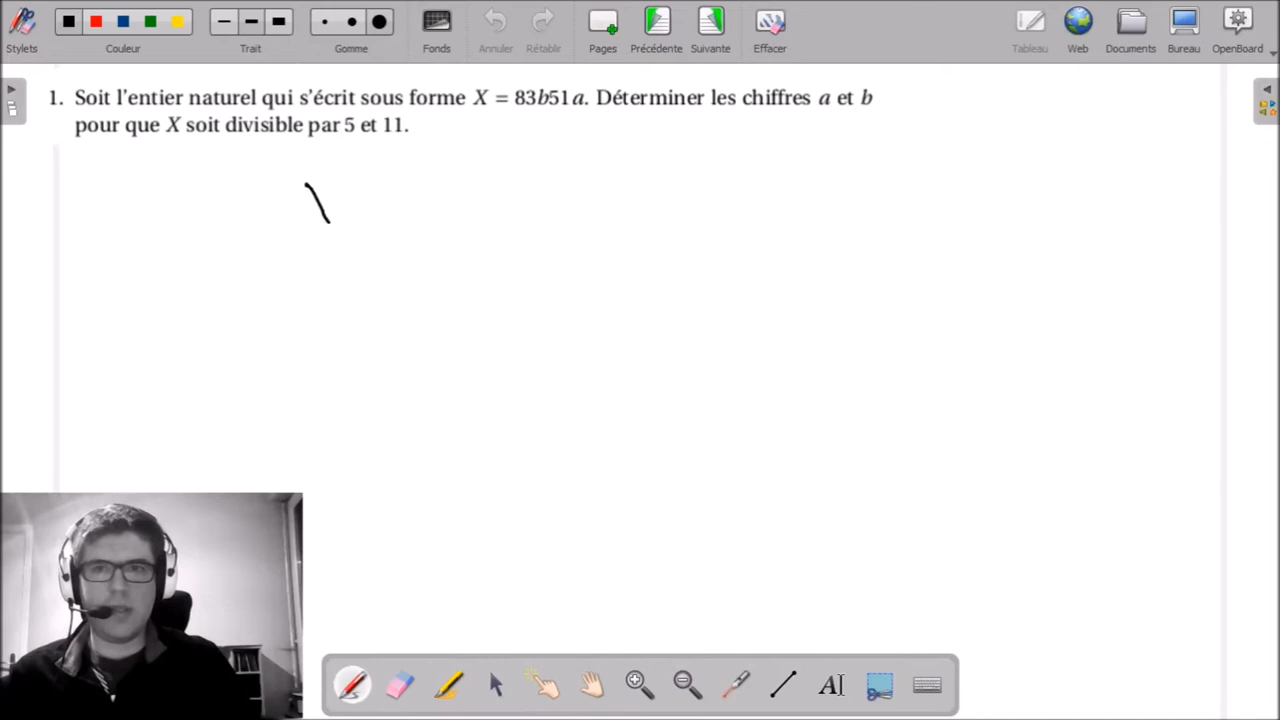 Stylets Couleur Trait Gomme Fonds Annuler Rétablir Pages Précédente Suivante Effacer Tableau Web Documents Bureau OpenBoard
1. Soit l'entier naturel qui s'écrit sous forme X = 83b51a. Déterminer les chiffres a et b
pour que X soit divisible par 5 et 11.
AI